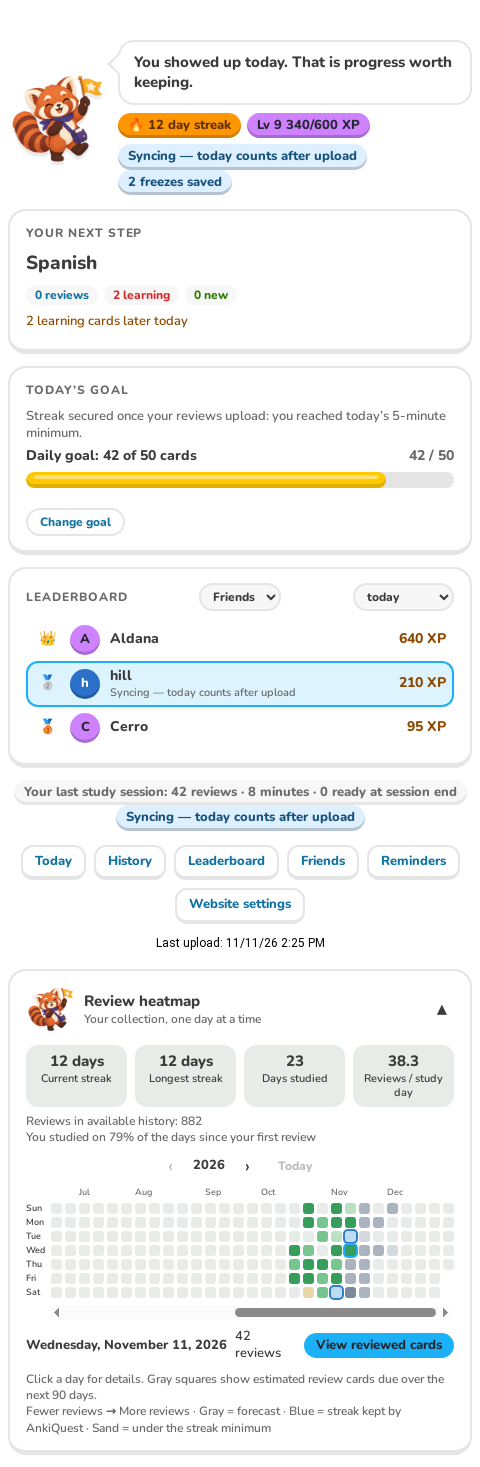 You showed up today. That is progress worth
keeping.
🔥 12 day streak
Lv 9 340/600 XP
Syncing — today counts after upload
2 freezes saved
YOUR NEXT STEP
Spanish
0 reviews 2 learning 0 new
2 learning cards later today
TODAY'S GOAL
Streak secured once your reviews upload: you reached today's 5-minute
minimum.
Daily goal: 42 of 50 cards 42 / 50
Change goal
LEADERBOARD Friends today
A Aldana 640 XP
h hill 210 XP
Syncing — today counts after upload
C Cerro 95 XP
Your last study session: 42 reviews · 8 minutes · 0 ready at session end
Syncing — today counts after upload
Today History Leaderboard Friends Reminders
Website settings
Last upload: 11/11/26 2:25 PM
Review heatmap
Your collection, one day at a time
▲
12 days 12 days 23 38.3
Current streak Longest streak Days studied Reviews / study
day
Reviews in available history: 882
You studied on 79% of the days since your first review
‹ 2026 › Today
Jul Aug Sep Oct Nov Dec
Sun
Mon
Tue
Wed
Thu
Fri
Sat
Wednesday, November 11, 2026 42
reviews
View reviewed cards
Click a day for details. Gray squares show estimated review cards due over the
next 90 days.
Fewer reviews → More reviews · Gray = forecast · Blue = streak kept by
AnkiQuest · Sand = under the streak minimum